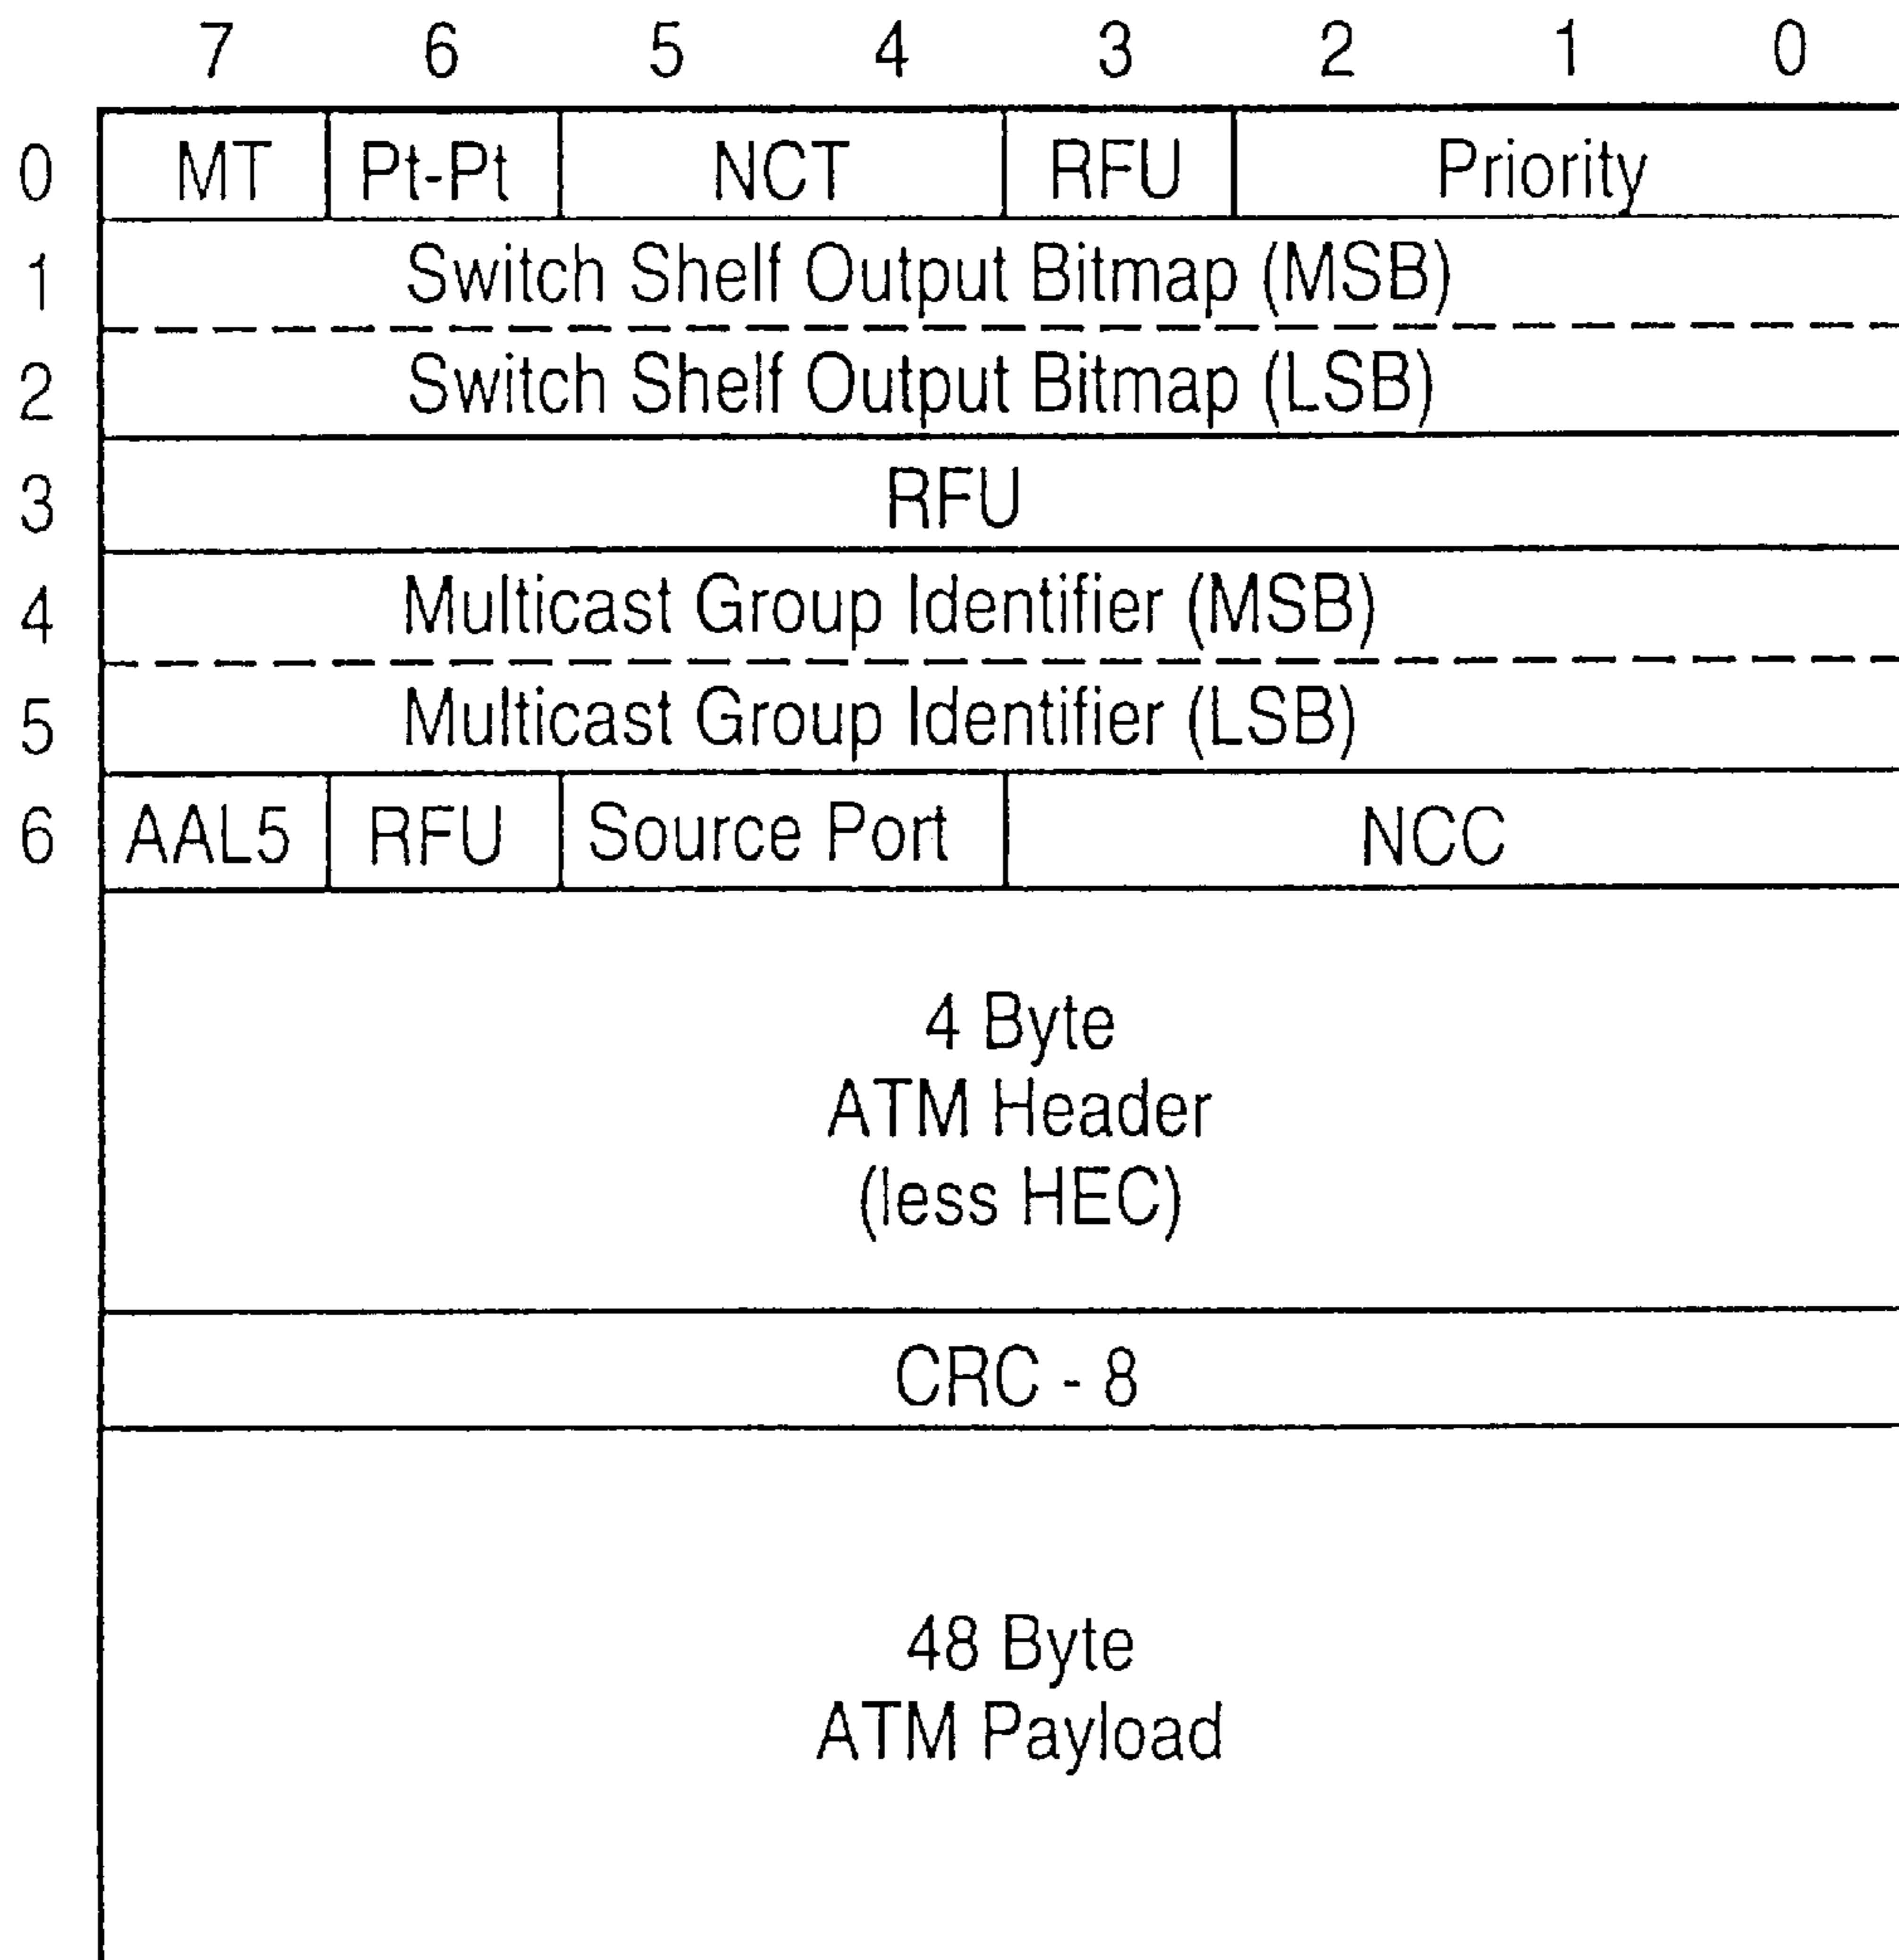 7 6 5 4 3 2 1 0
0 MT Pt-Pt NCT RFU Priority
1 Switch Shelf Output Bitmap (MSB)
2 Switch Shelf Output Bitmap (LSB)
3 RFU
4 Multicast Group Identifier (MSB)
5 Multicast Group Identifier (LSB)
6 AAL5 RFU Source Port NCC
4 Byte
ATM Header
(less HEC)
CRC - 8
48 Byte
ATM Payload